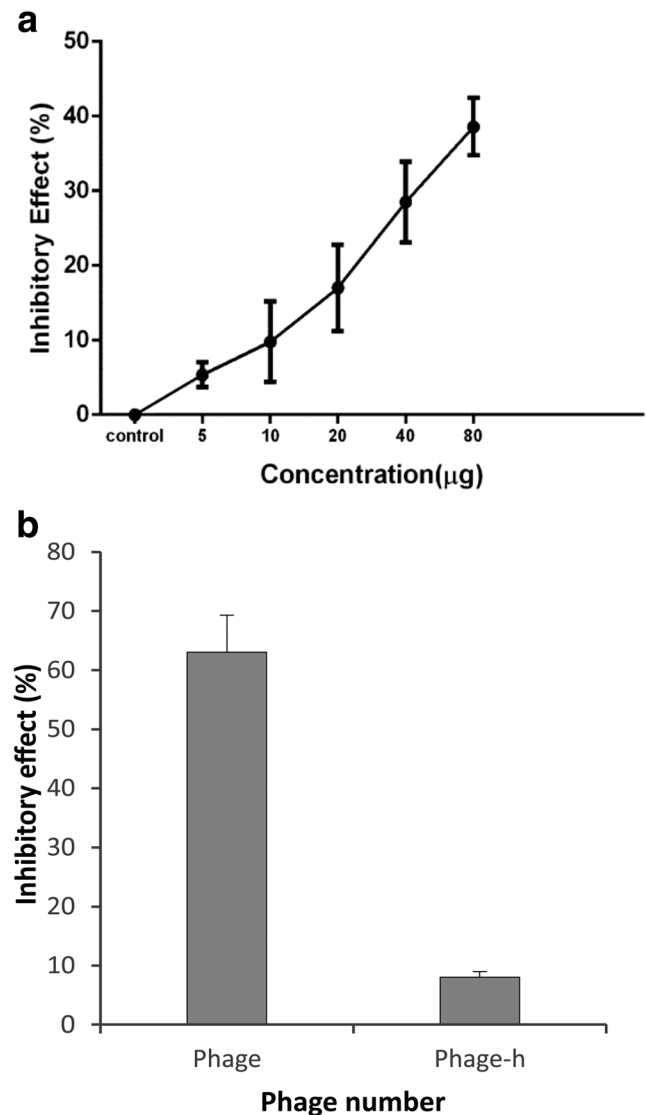 a
50
40
30
20
10
0
Inhibitory Effect (%)
control 5 10 20 40 80
Concentration(μg)
b
80
70
60
50
40
30
20
10
0
Inhibitory effect (%)
Phage Phage-h
Phage number